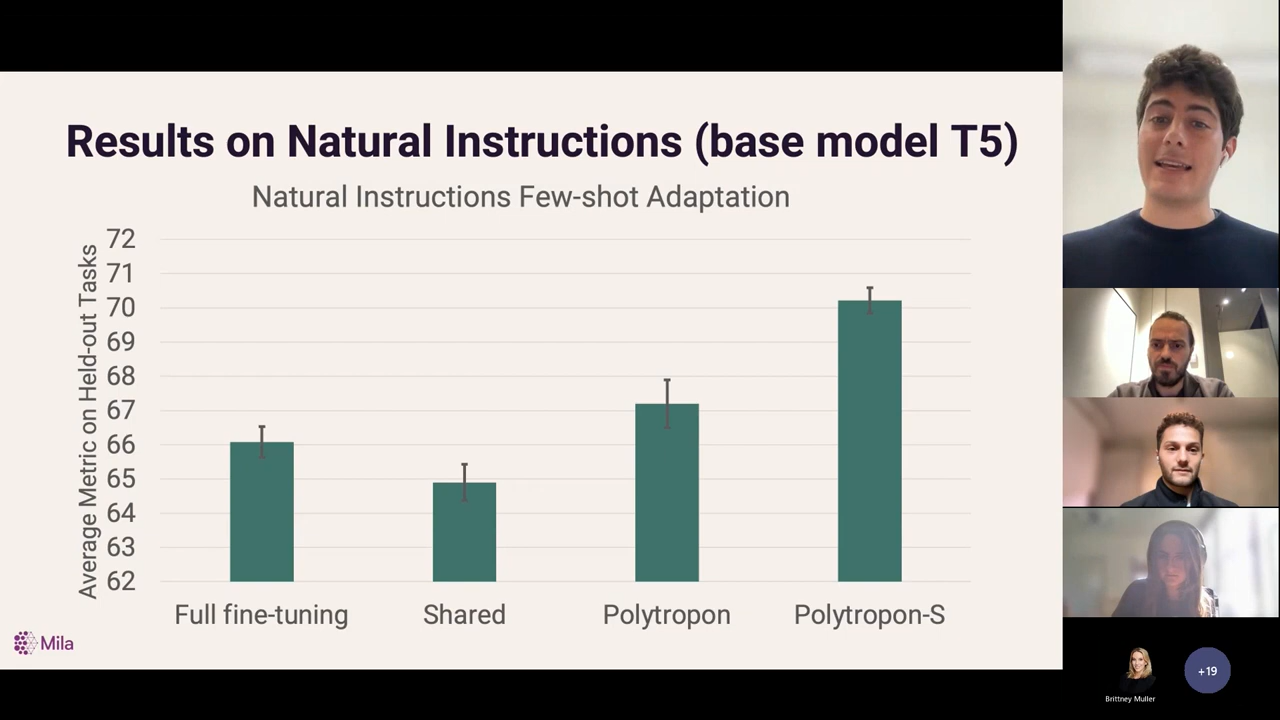 Results on Natural Instructions (base model T5)
Natural Instructions Few-shot Adaptation
Average Metric on Held-out Tasks
72
71
70
69
68
67
66
65
64
63
62
Full fine-tuning
Shared
Polytropon
Polytropon-S
Mila
Brittney Muller
+19